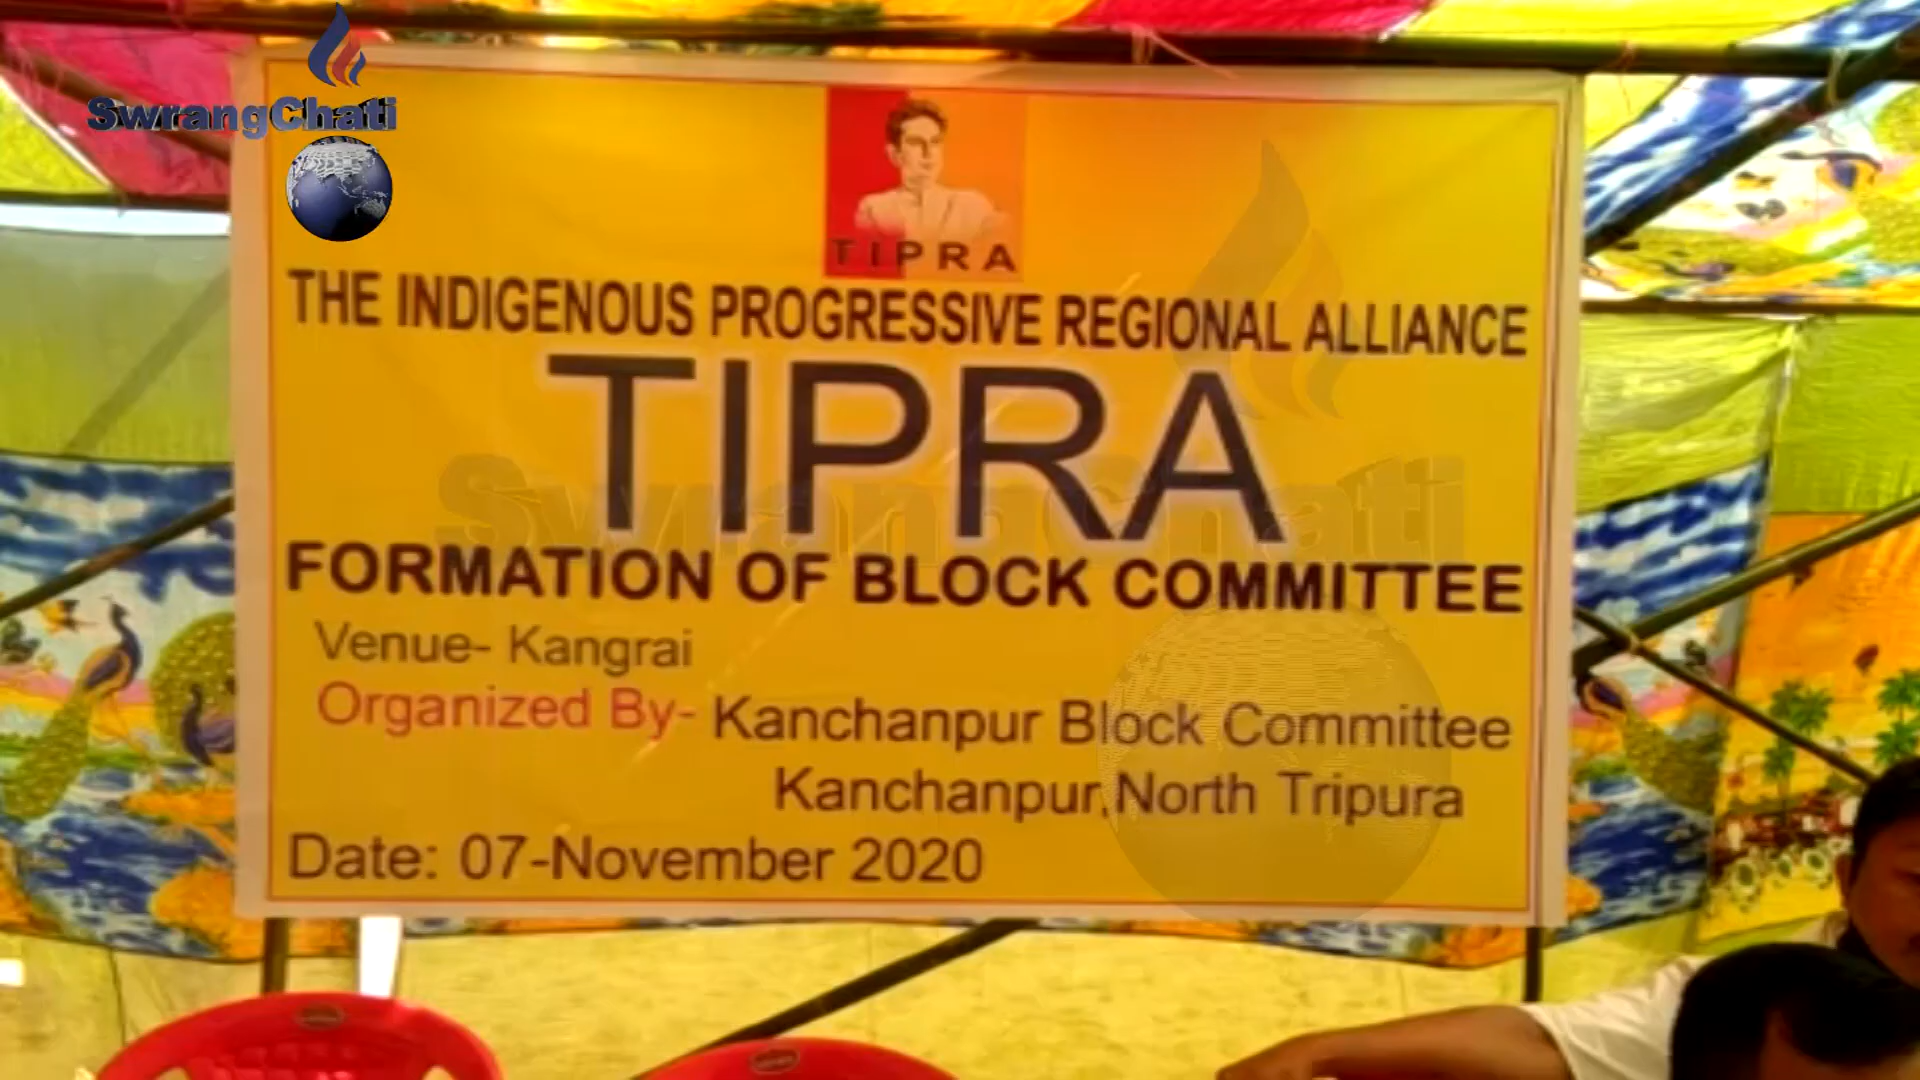 SwrangChati
TIPRA
THE INDIGENOUS PROGRESSIVE REGIONAL ALLIANCE
TIPRA
SwrangChati
FORMATION OF BLOCK COMMITTEE
Venue- Kangrai
Organized By- Kanchanpur Block Committee
Kanchanpur,North Tripura
Date: 07-November 2020